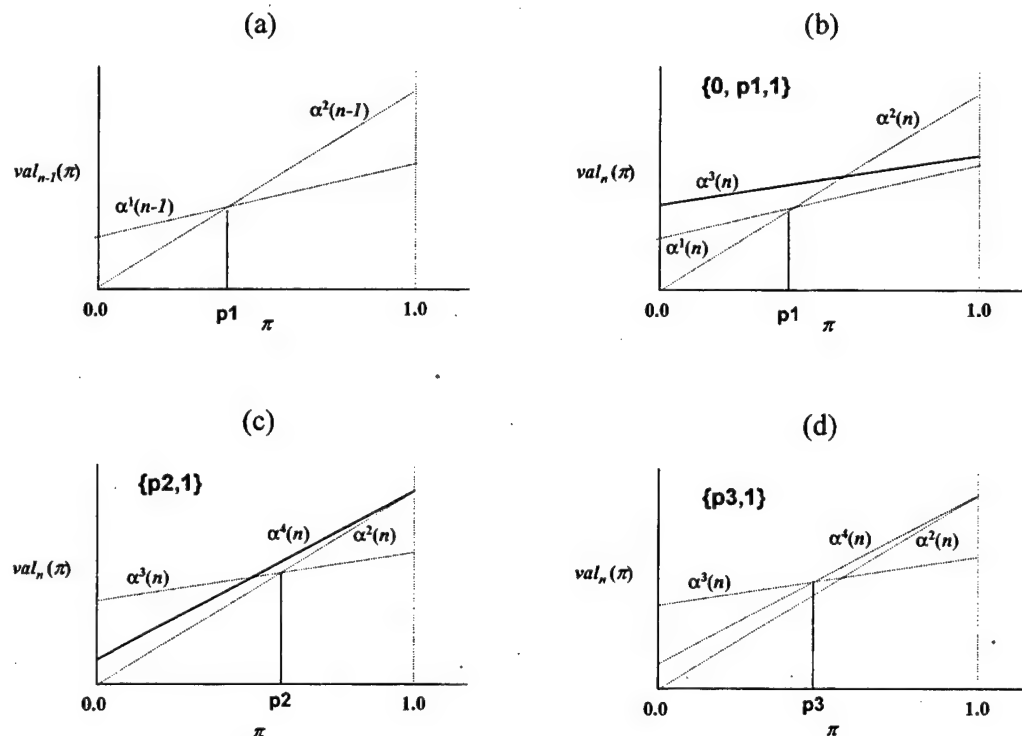 (a)
α²(n-1)
val_{n-1}(π)
α¹(n-1)
0.0 p1 1.0
π
(b)
{0, p1,1}
α²(n)
val_n(π)
α³(n)
α¹(n)
0.0 p1 1.0
π
(c)
{p2,1}
α⁴(n) α²(n)
val_n(π)
α³(n)
0.0 p2 1.0
π
(d)
{p3,1}
α⁴(n) α²(n)
val_n(π)
α³(n)
0.0 p3 1.0
π